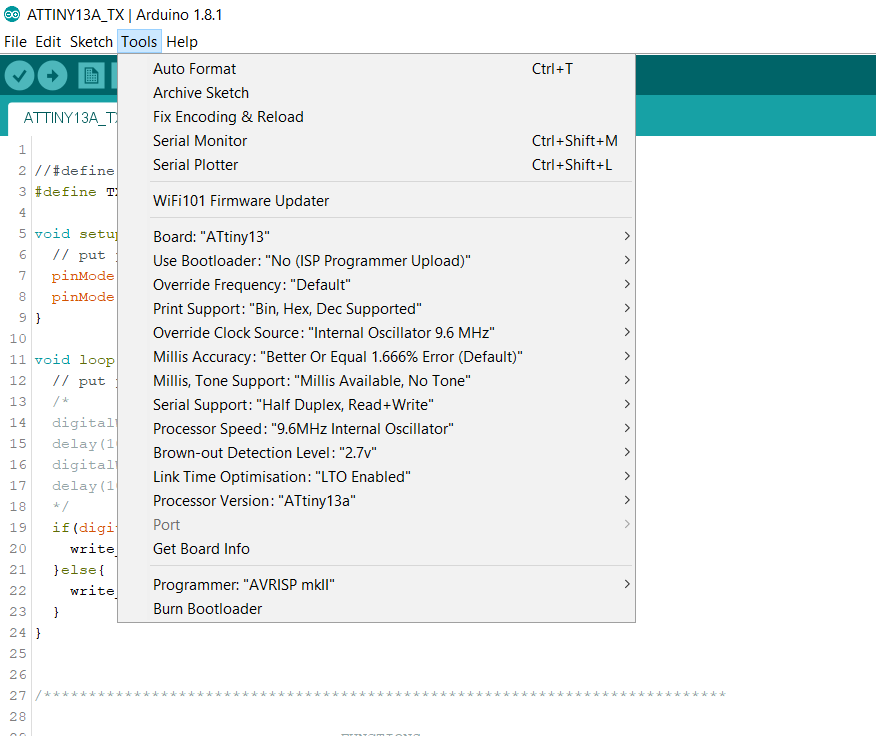 ATTINY13A_TX | Arduino 1.8.1
File Edit Sketch Tools Help
Auto Format Ctrl+T
Archive Sketch
Fix Encoding & Reload
Serial Monitor Ctrl+Shift+M
Serial Plotter Ctrl+Shift+L
WiFi101 Firmware Updater
Board: "ATtiny13"
Use Bootloader: "No (ISP Programmer Upload)"
Override Frequency: "Default"
Print Support: "Bin, Hex, Dec Supported"
Override Clock Source: "Internal Oscillator 9.6 MHz"
Millis Accuracy: "Better Or Equal 1.666% Error (Default)"
Millis, Tone Support: "Millis Available, No Tone"
Serial Support: "Half Duplex, Read+Write"
Processor Speed: "9.6MHz Internal Oscillator"
Brown-out Detection Level: "2.7v"
Link Time Optimisation: "LTO Enabled"
Processor Version: "ATtiny13a"
Port
Get Board Info
Programmer: "AVRISP mkII"
Burn Bootloader
ATTINY13A_TX
1
2 //#define
3 #define
4
5 void setup
6 // put
7 pinMode
8 pinMode
9 }
10
11 void loop
12 // put
13 /*
14 digital
15 delay(1
16 digital
17 delay(1
18 */
19 if(digi
20 write_
21 }else{
22 write_
23 }
24 }
25
26
27 /****************************************************************************
28